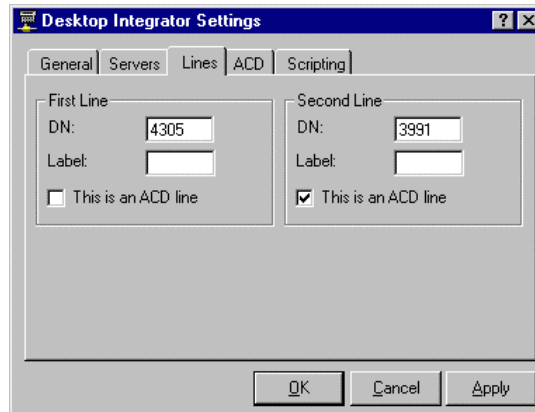 Desktop Integrator Settings
General Servers Lines ACD Scripting
First Line
DN: 4305
Label:
This is an ACD line
Second Line
DN: 3991
Label:
This is an ACD line
OK Cancel Apply